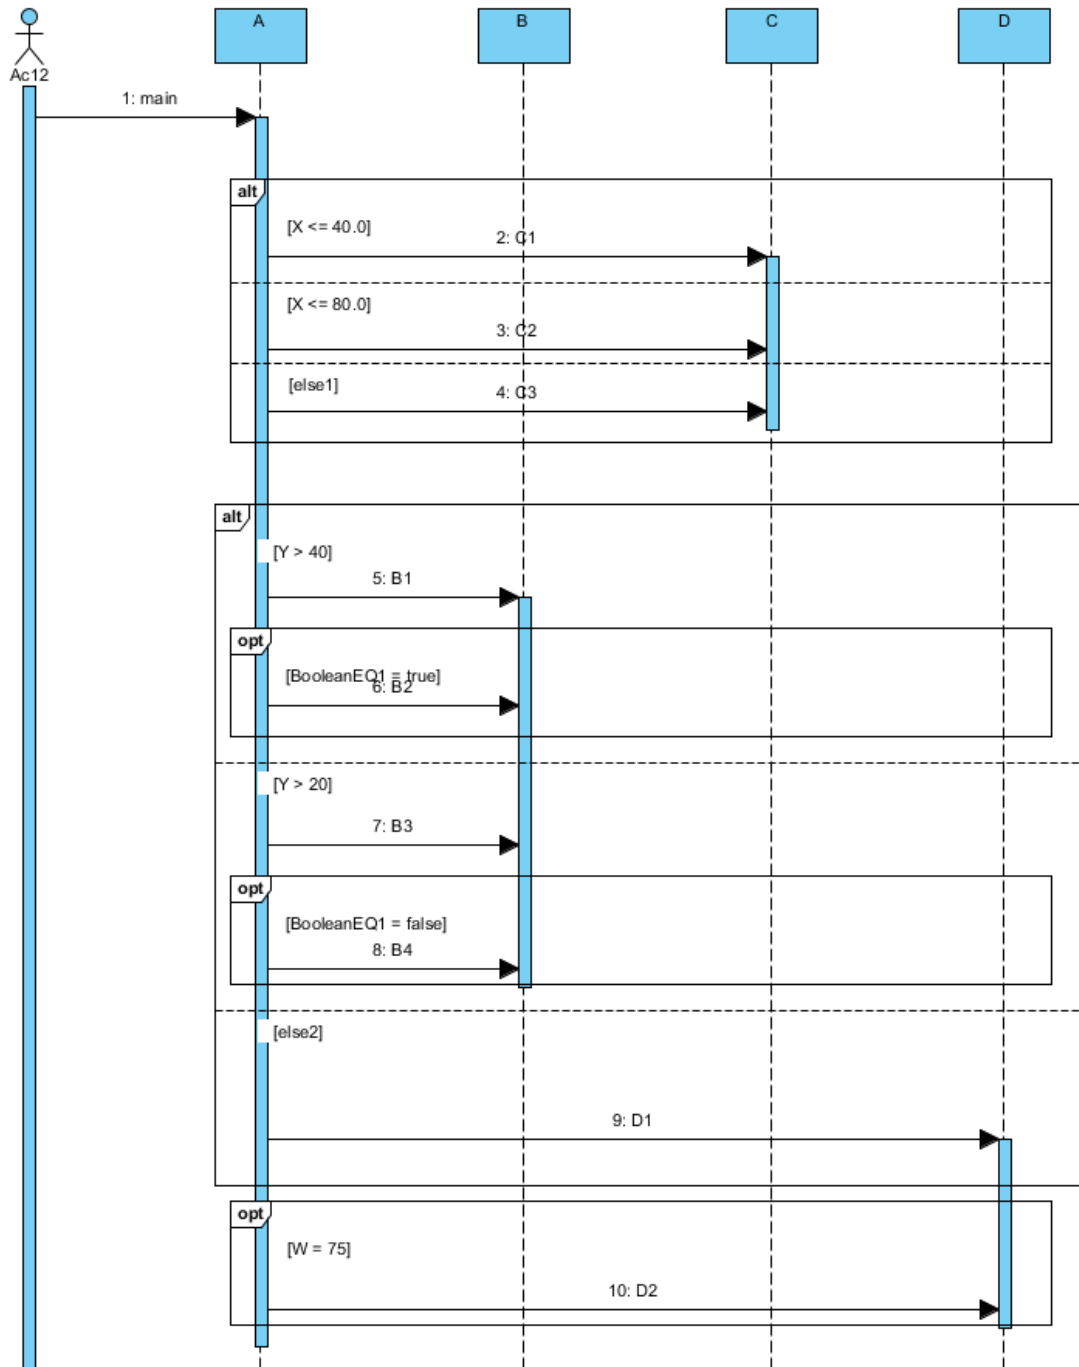 A
B
C
D
Ac12
1: main
alt
[X <= 40.0]
2: C1
[X <= 80.0]
3: C2
[else1]
4: C3
alt
[Y > 40]
5: B1
opt
[BooleanEQ1 = true]
6: B2
[Y > 20]
7: B3
opt
[BooleanEQ1 = false]
8: B4
[else2]
9: D1
opt
[W = 75]
10: D2